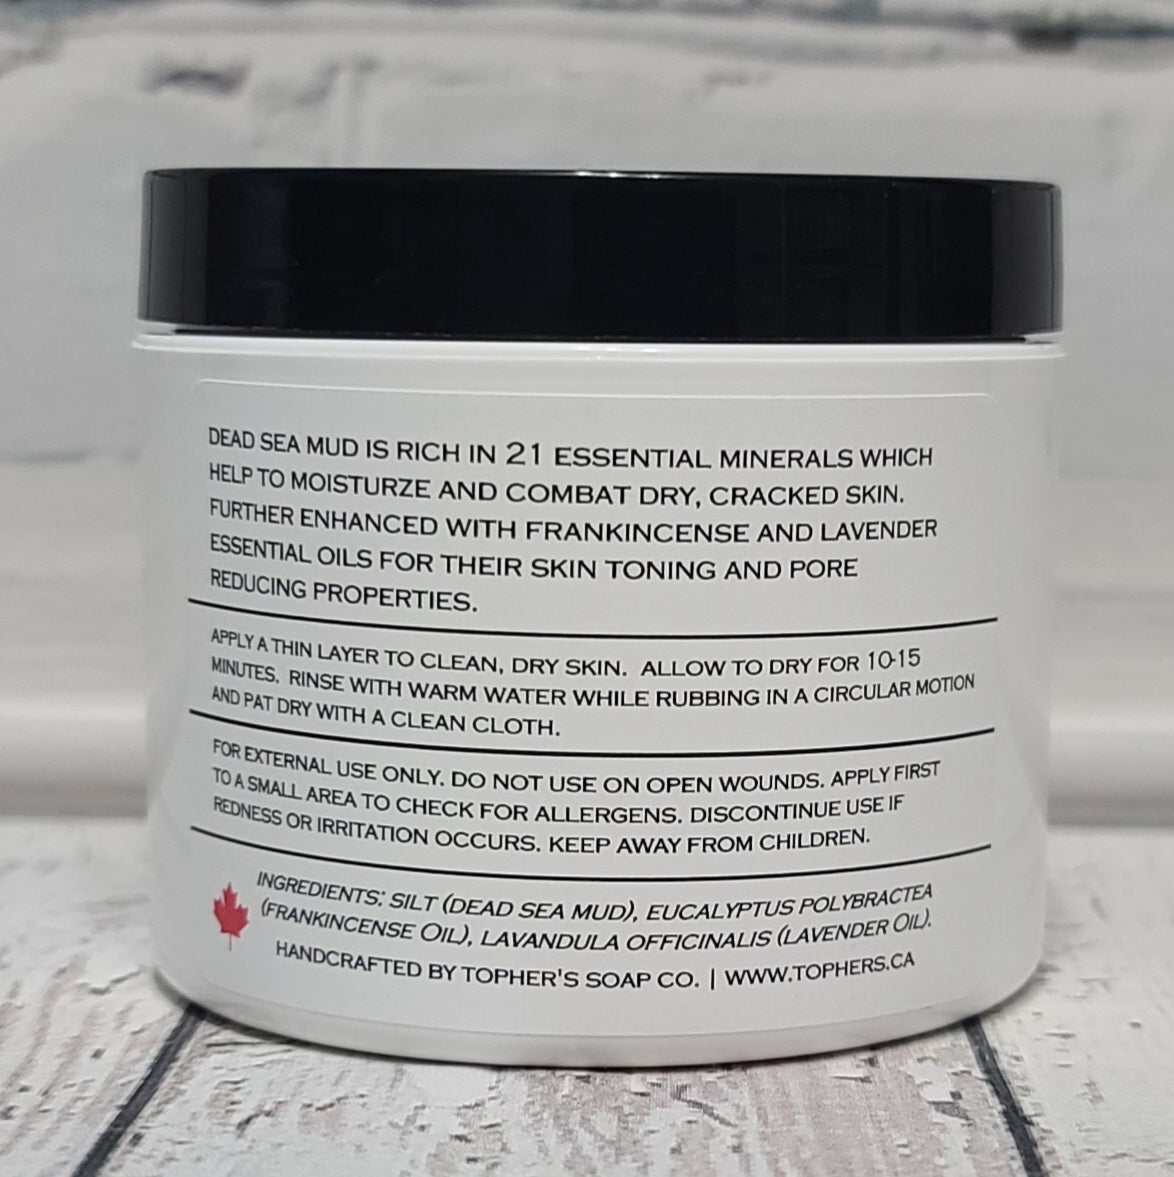 DEAD SEA MUD IS RICH IN 21 ESSENTIAL MINERALS WHICH
HELP TO MOISTURZE AND COMBAT DRY, CRACKED SKIN.
FURTHER ENHANCED WITH FRANKINCENSE AND LAVENDER
ESSENTIAL OILS FOR THEIR SKIN TONING AND PORE
REDUCING PROPERTIES.
APPLY A THIN LAYER TO CLEAN, DRY SKIN. ALLOW TO DRY FOR 10-15
MINUTES. RINSE WITH WARM WATER WHILE RUBBING IN A CIRCULAR MOTION
AND PAT DRY WITH A CLEAN CLOTH.
FOR EXTERNAL USE ONLY. DO NOT USE ON OPEN WOUNDS. APPLY FIRST
TO A SMALL AREA TO CHECK FOR ALLERGENS. DISCONTINUE USE IF
REDNESS OR IRRITATION OCCURS. KEEP AWAY FROM CHILDREN.
INGREDIENTS: SILT (DEAD SEA MUD), EUCALYPTUS POLYBRACTEA
(FRANKINCENSE OIL), LAVANDULA OFFICINALIS (LAVENDER OIL).
HANDCRAFTED BY TOPHER'S SOAP CO. | WWW.TOPHERS.CA